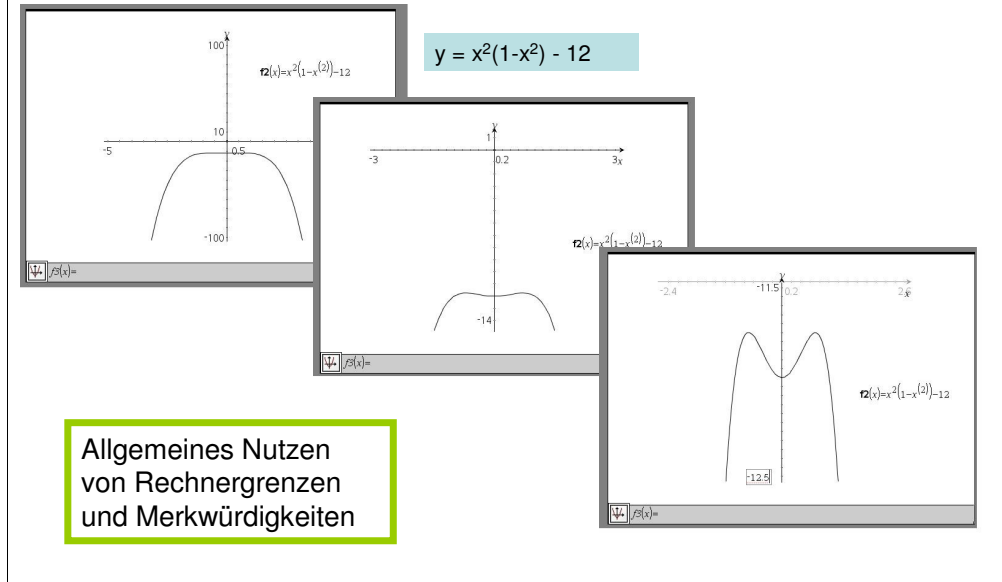 y = x²(1-x²) - 12
y
100
f2(x)=x²(1−x^(2))−12
10
-5
0.5
-100
f3(x)=
y
1
-3
0.2
3x
f2(x)=x²(1−x^(2))−12
-14
f3(x)=
y
-2.4
-11.5
0.2
x
f2(x)=x²(1−x^(2))−12
-12.5
f3(x)=
Allgemeines Nutzen
von Rechnergrenzen
und Merkwürdigkeiten